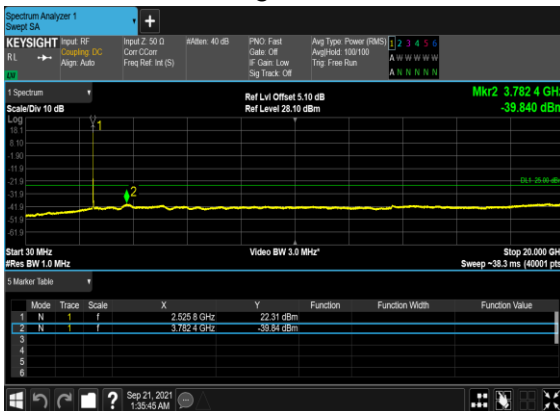 Spectrum Analyzer 1
Swept SA
KEYSIGHT
RL
Input: RF
Coupling: DC
Align: Auto
Input Z: 50 Ω
Corr CCorr
Freq Ref: Int (S)
#Atten: 40 dB
PNO: Fast
Gate: Off
IF Gain: Low
Sig Track: Off
Avg Type: Power (RMS)
Avg|Hold: 100/100
Trig: Free Run
1 2 3 4 5 6
A W W W W W
A N N N N N
LV
1 Spectrum
Scale/Div 10 dB
Ref Lvl Offset 5.10 dB
Ref Level 28.10 dBm
Mkr2 3.782 4 GHz
-39.840 dBm
Log
18.1
8.10
-1.90
-11.9
-21.9
-31.9
-41.9
-51.9
-61.9
1
2
DL1 -25.00 dBm
Start 30 MHz
#Res BW 1.0 MHz
Video BW 3.0 MHz*
Stop 20.000 GH
Sweep ~38.3 ms (40001 pts
5 Marker Table
Mode Trace Scale X Y Function Function Width Function Value
1 N 1 f 2.525 8 GHz 22.31 dBm
2 N 1 f 3.782 4 GHz -39.84 dBm
3
4
5
6
? Sep 21, 2021
1:35:45 AM